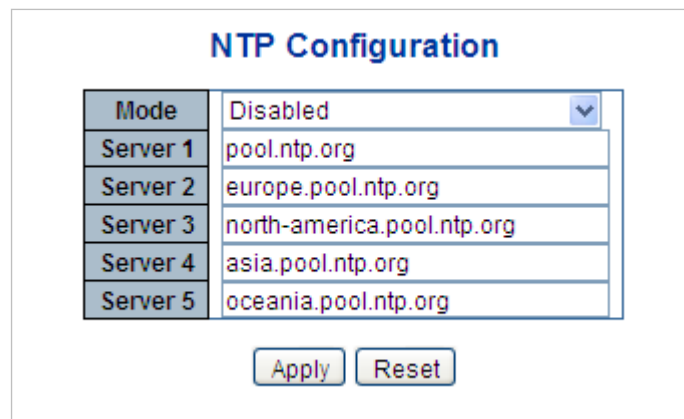 NTP Configuration
Mode Disabled
Server 1 pool.ntp.org
Server 2 europe.pool.ntp.org
Server 3 north-america.pool.ntp.org
Server 4 asia.pool.ntp.org
Server 5 oceania.pool.ntp.org
Apply Reset